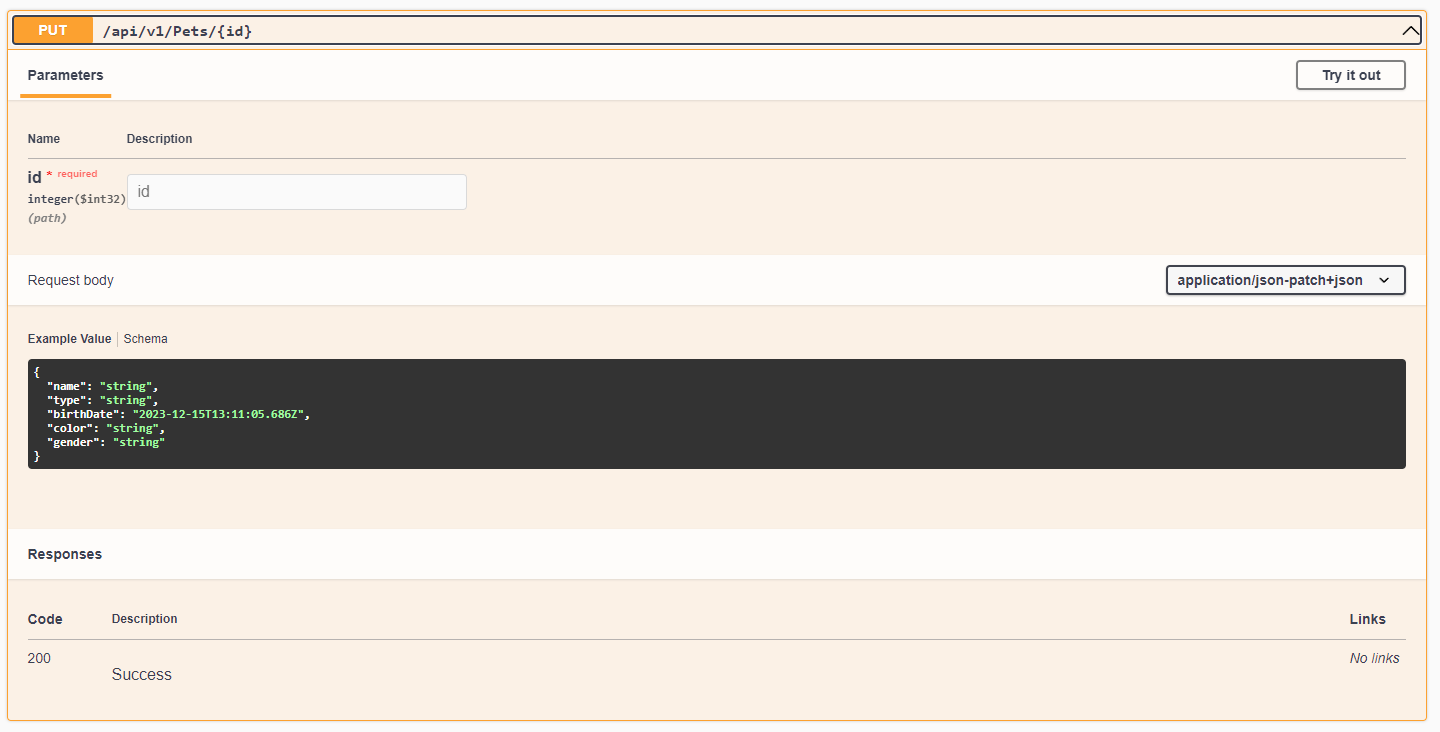 PUT /api/v1/Pets/{id}
Parameters Try it out
Name Description
id * required
integer($int32) id
(path)
Request body application/json-patch+json
Example Value Schema
{
  "name": "string",
  "type": "string",
  "birthDate": "2023-12-15T13:11:05.686Z",
  "color": "string",
  "gender": "string"
}
Responses
Code Description Links
200 No links
Success